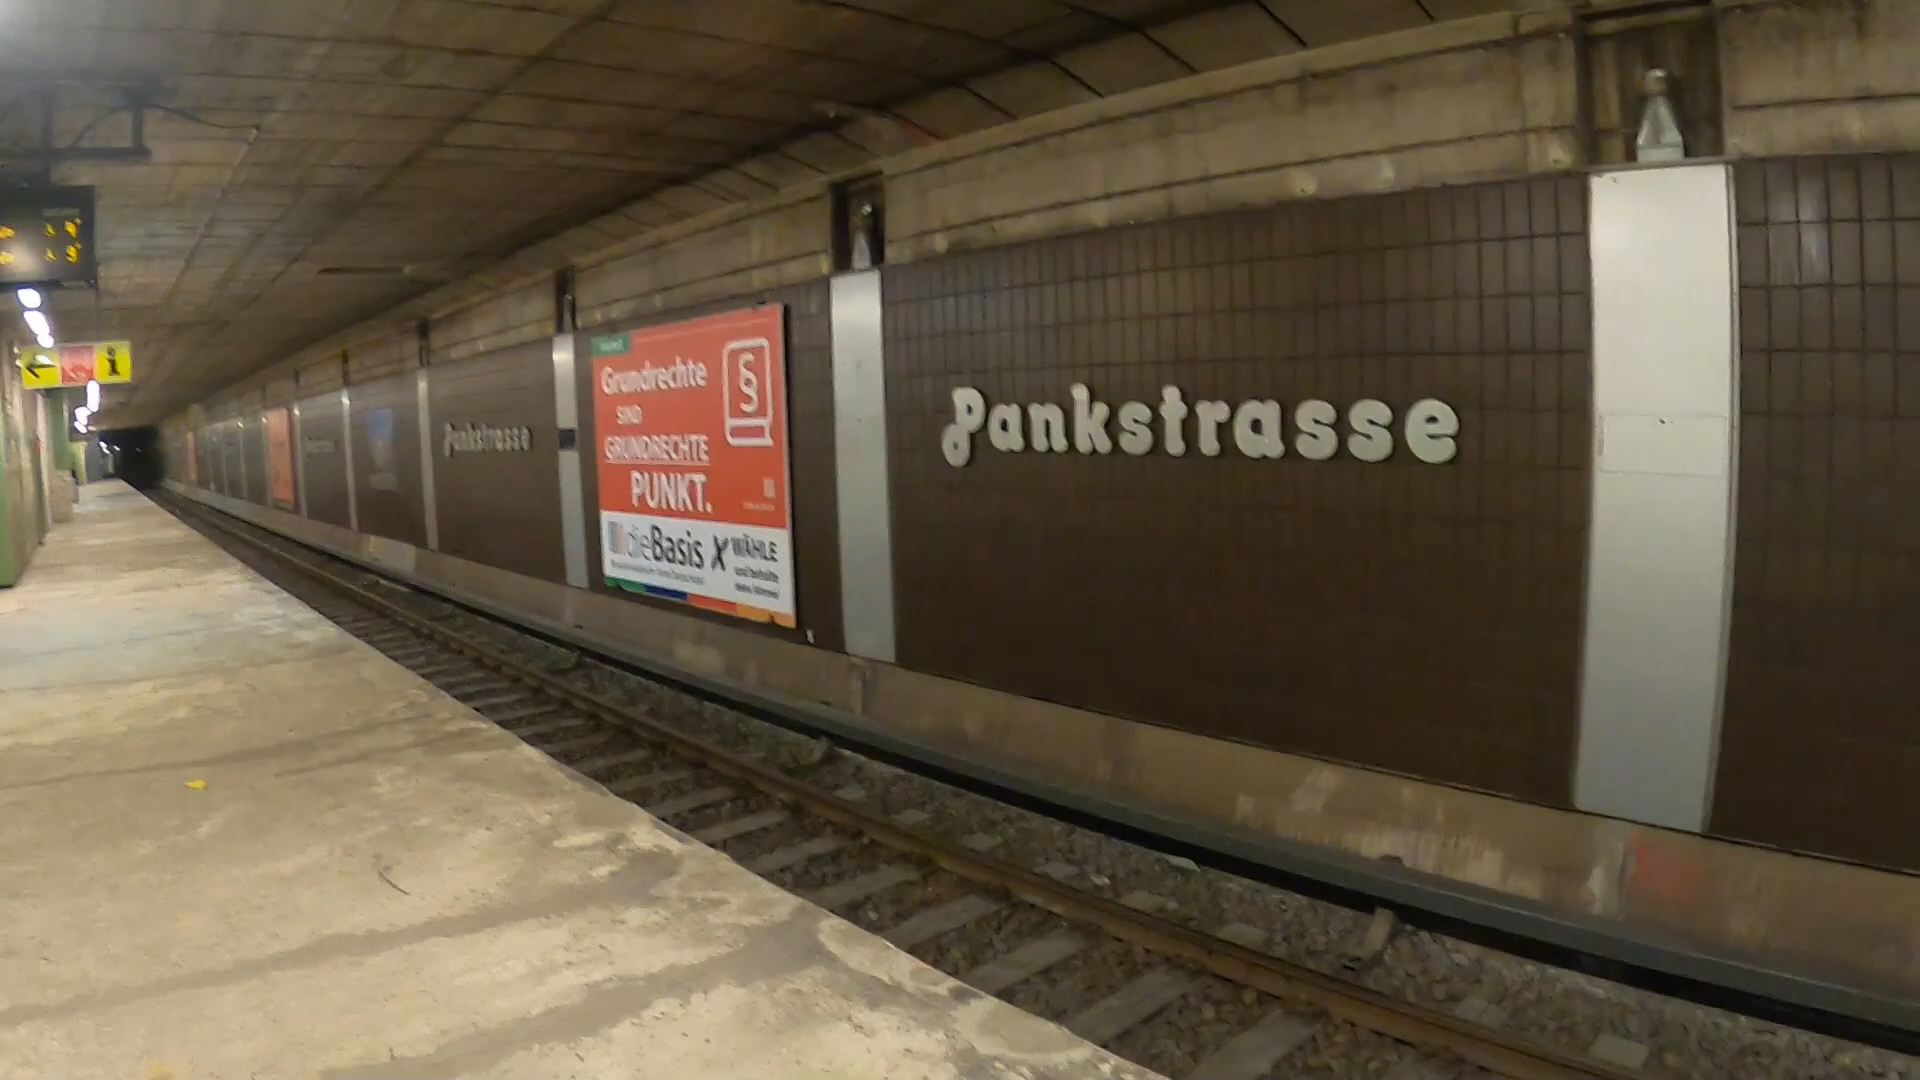 Pankstrasse
Pankstrasse
Grundrechte
SIND
GRUNDRECHTE
PUNKT.
§
dieBasis
WÄHLE
i